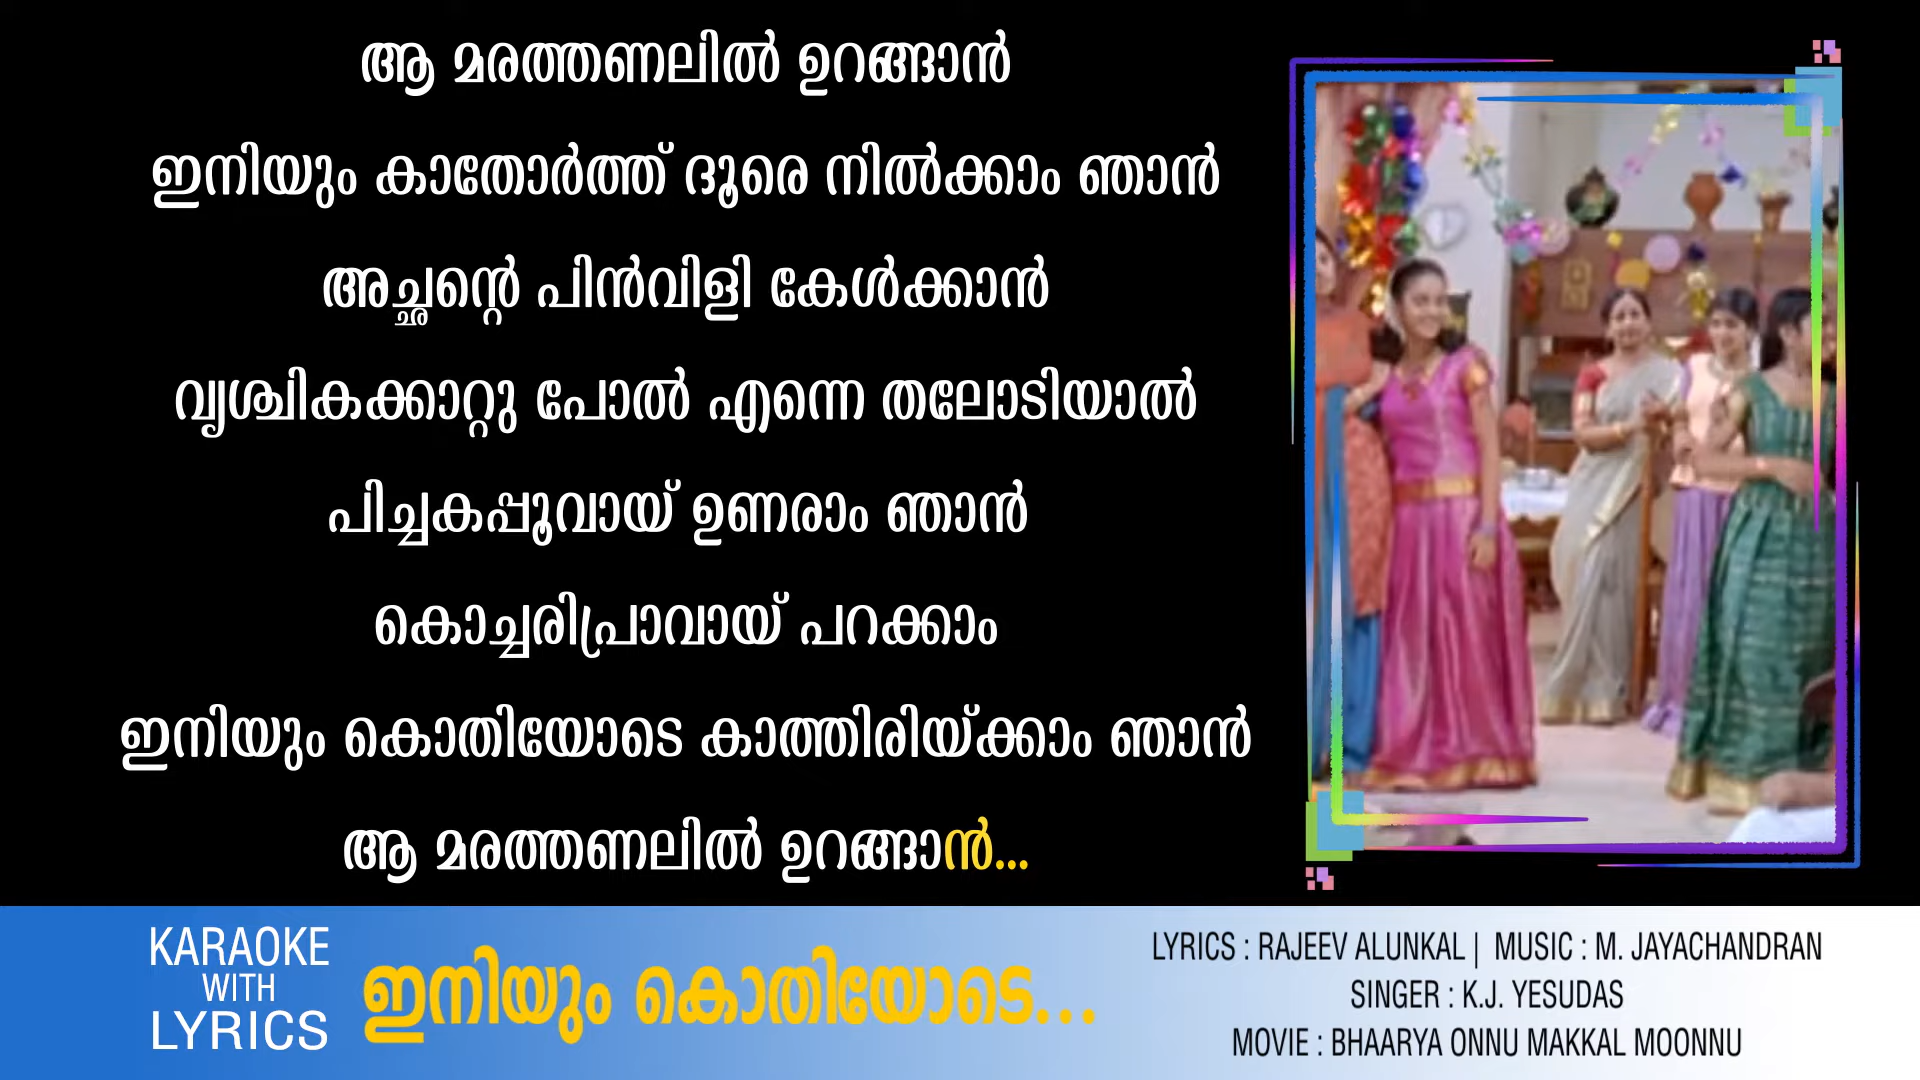 ആ മരത്തണലിൽ ഉറങ്ങാൻ
ഇനിയും കാതോർത്ത് ദൂരെ നിൽക്കാം ഞാൻ
അച്ഛന്റെ പിൻവിളി കേൾക്കാൻ
വൃശ്ചികക്കാറ്റു പോൽ എന്നെ തലോടിയാൽ
പിച്ചകപ്പൂവായ് ഉണരാം ഞാൻ
കൊച്ചരിപ്രാവായ് പറക്കാം
ഇനിയും കൊതിയോടെ കാത്തിരിയ്ക്കാം ഞാൻ
ആ മരത്തണലിൽ ഉറങ്ങാൻ...
KARAOKE
WITH
LYRICS
ഇനിയും കൊതിയോടെ...
LYRICS : RAJEEV ALUNKAL | MUSIC : M. JAYACHANDRAN
SINGER : K.J. YESUDAS
MOVIE : BHAARYA ONNU MAKKAL MOONNU